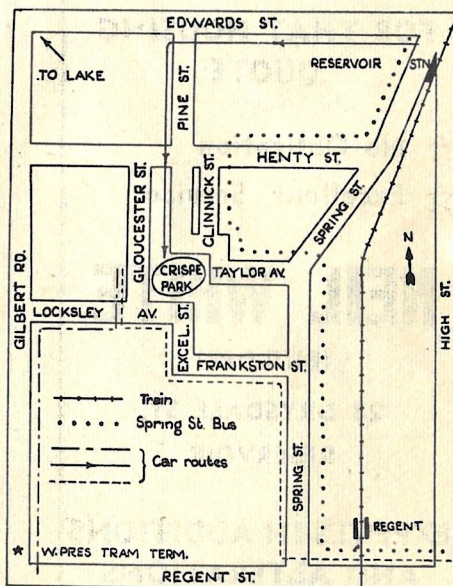 EDWARDS ST.
TO LAKE
RESERVOIR
STN
PINE ST.
HENTY ST.
GLOUCESTER ST.
CLINNICK ST.
SPRING ST.
N
CRISPE
PARK
TAYLOR AV.
GILBERT RD.
HIGH ST.
LOCKSLEY AV.
EXCEL. ST.
FRANKSTON ST.
Train
Spring St. Bus
Car routes
SPRING ST.
REGENT
* W.PRES TRAM TERM.
REGENT ST.